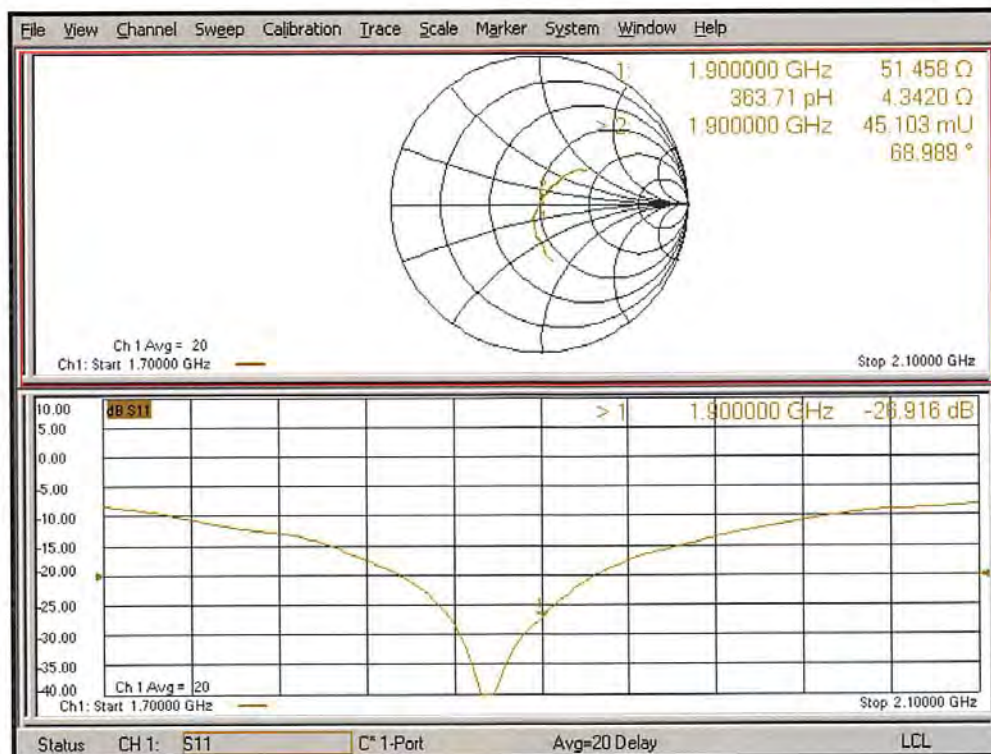 File View Channel Sweep Calibration Trace Scale Marker System Window Help
1: 1.900000 GHz 51.458 Ω
363.71 pH 4.3420 Ω
> 2: 1.900000 GHz 45.103 mU
68.989 °
Ch 1 Avg = 20
Ch1: Start 1.70000 GHz
Stop 2.10000 GHz
dB S11
> 1: 1.900000 GHz -26.916 dB
10.00
5.00
0.00
-5.00
-10.00
-15.00
-20.00
-25.00
-30.00
-35.00
-40.00
1
Ch 1 Avg = 20
Ch1: Start 1.70000 GHz
Stop 2.10000 GHz
Status CH 1: S11 C* 1-Port Avg=20 Delay LCL